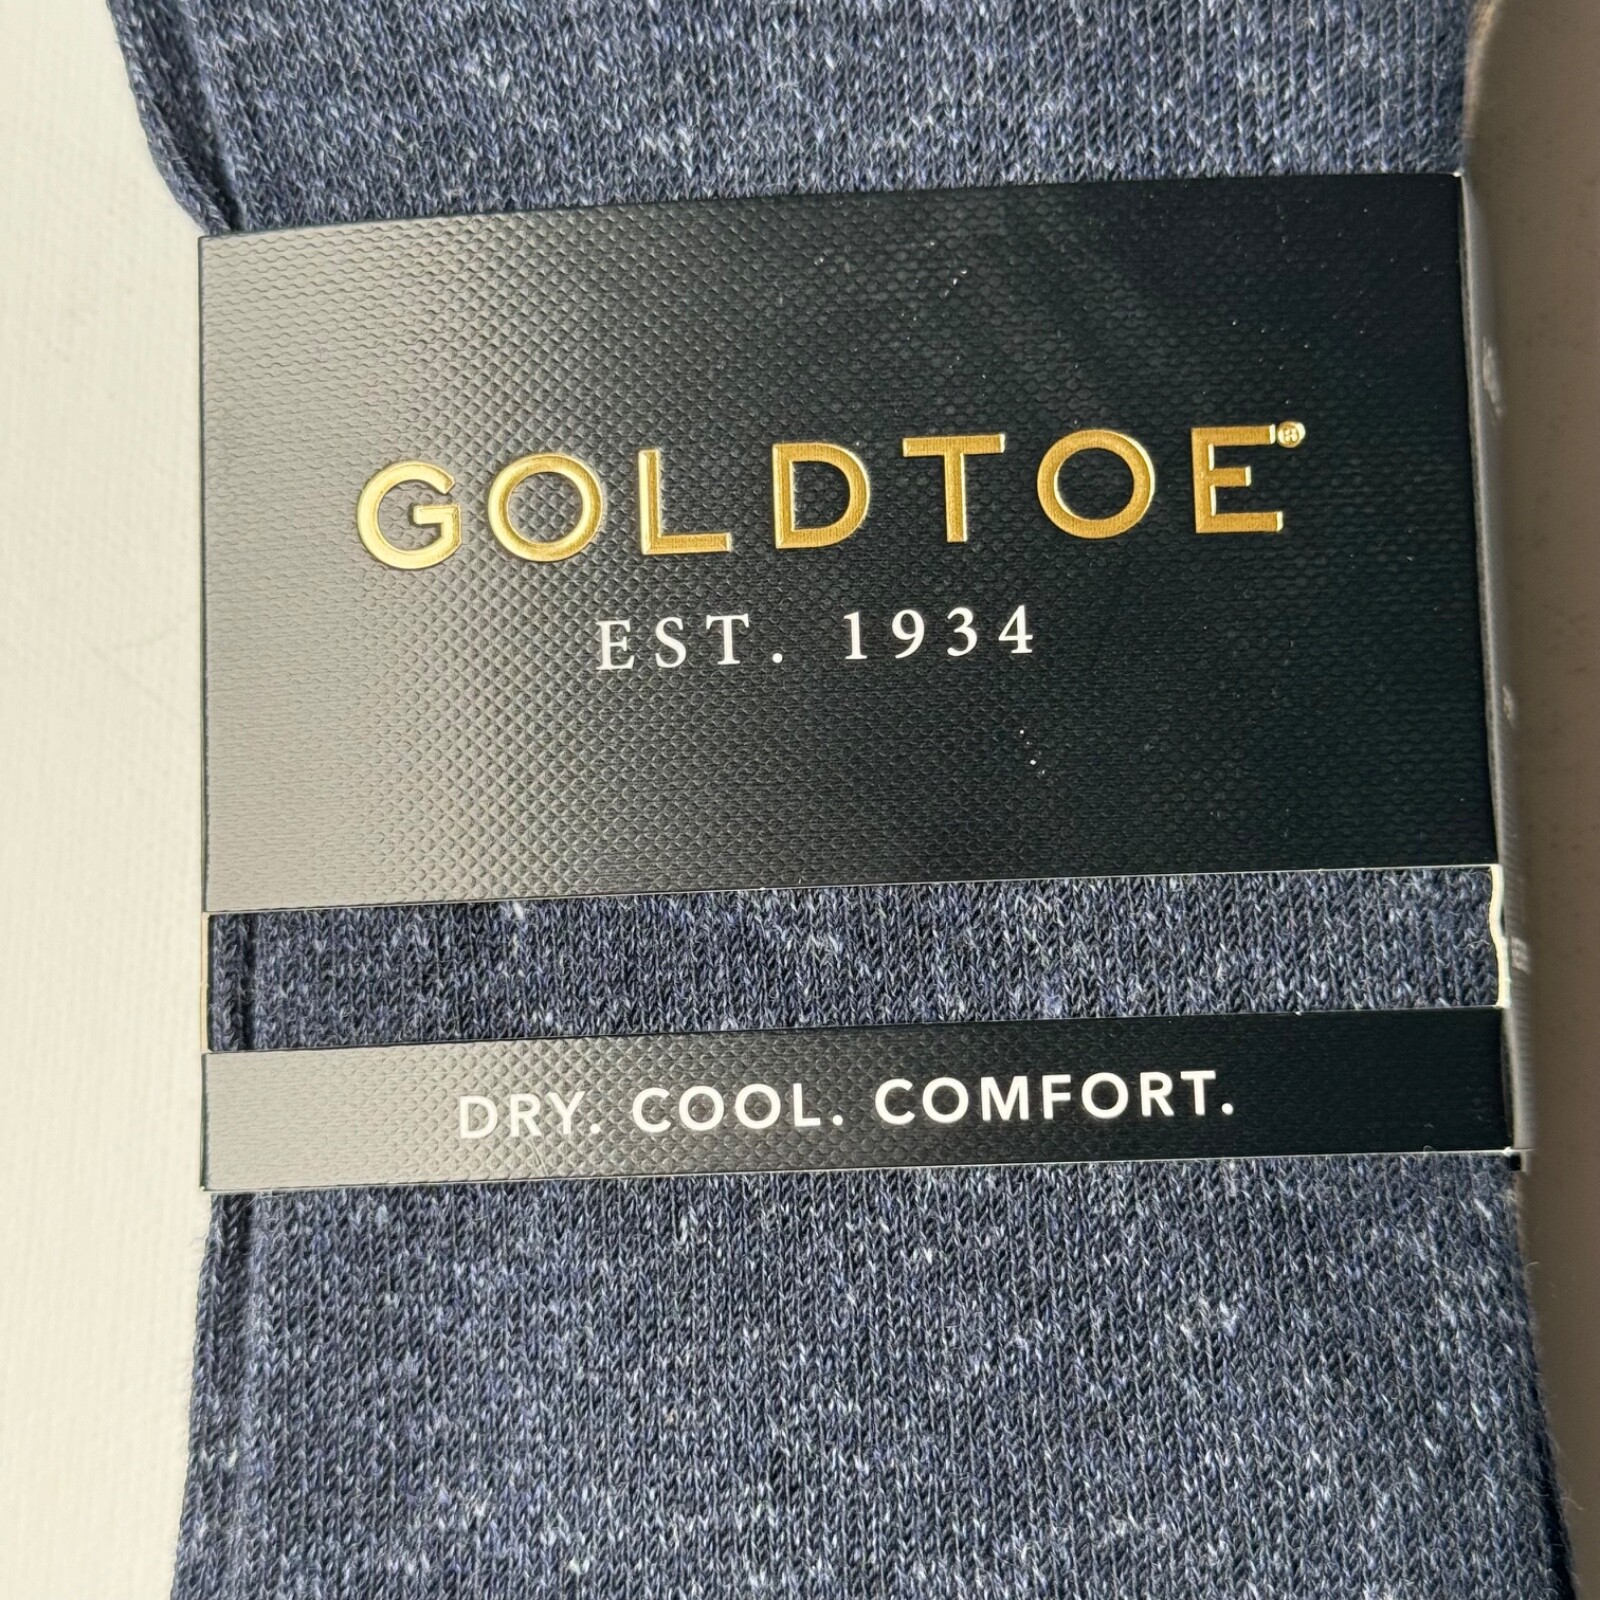 GOLDTOE®
EST. 1934
DRY. COOL. COMFORT.